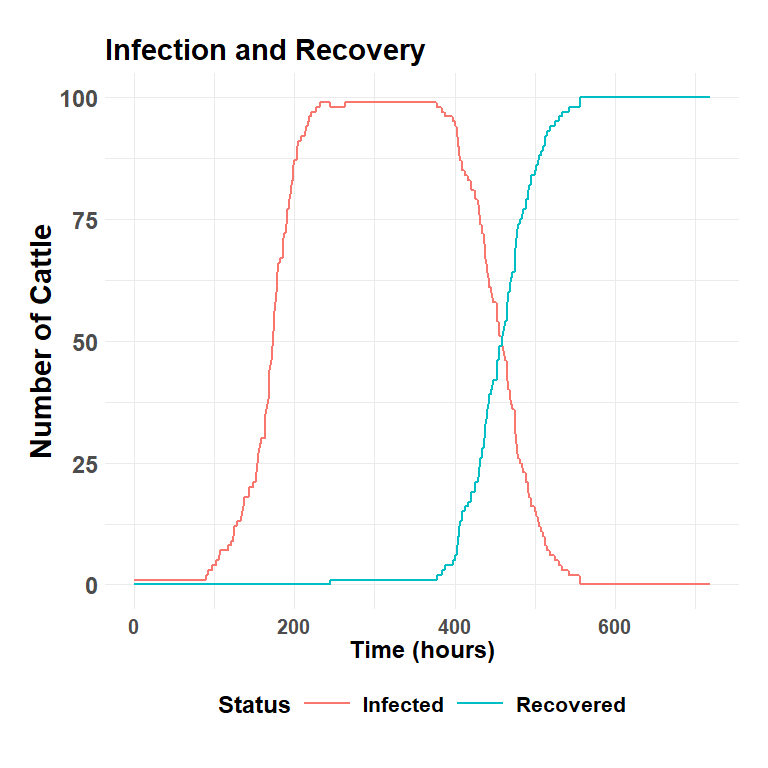 Infection and Recovery
Number of Cattle
100
75
50
25
0
0 200 400 600
Time (hours)
Status Infected Recovered